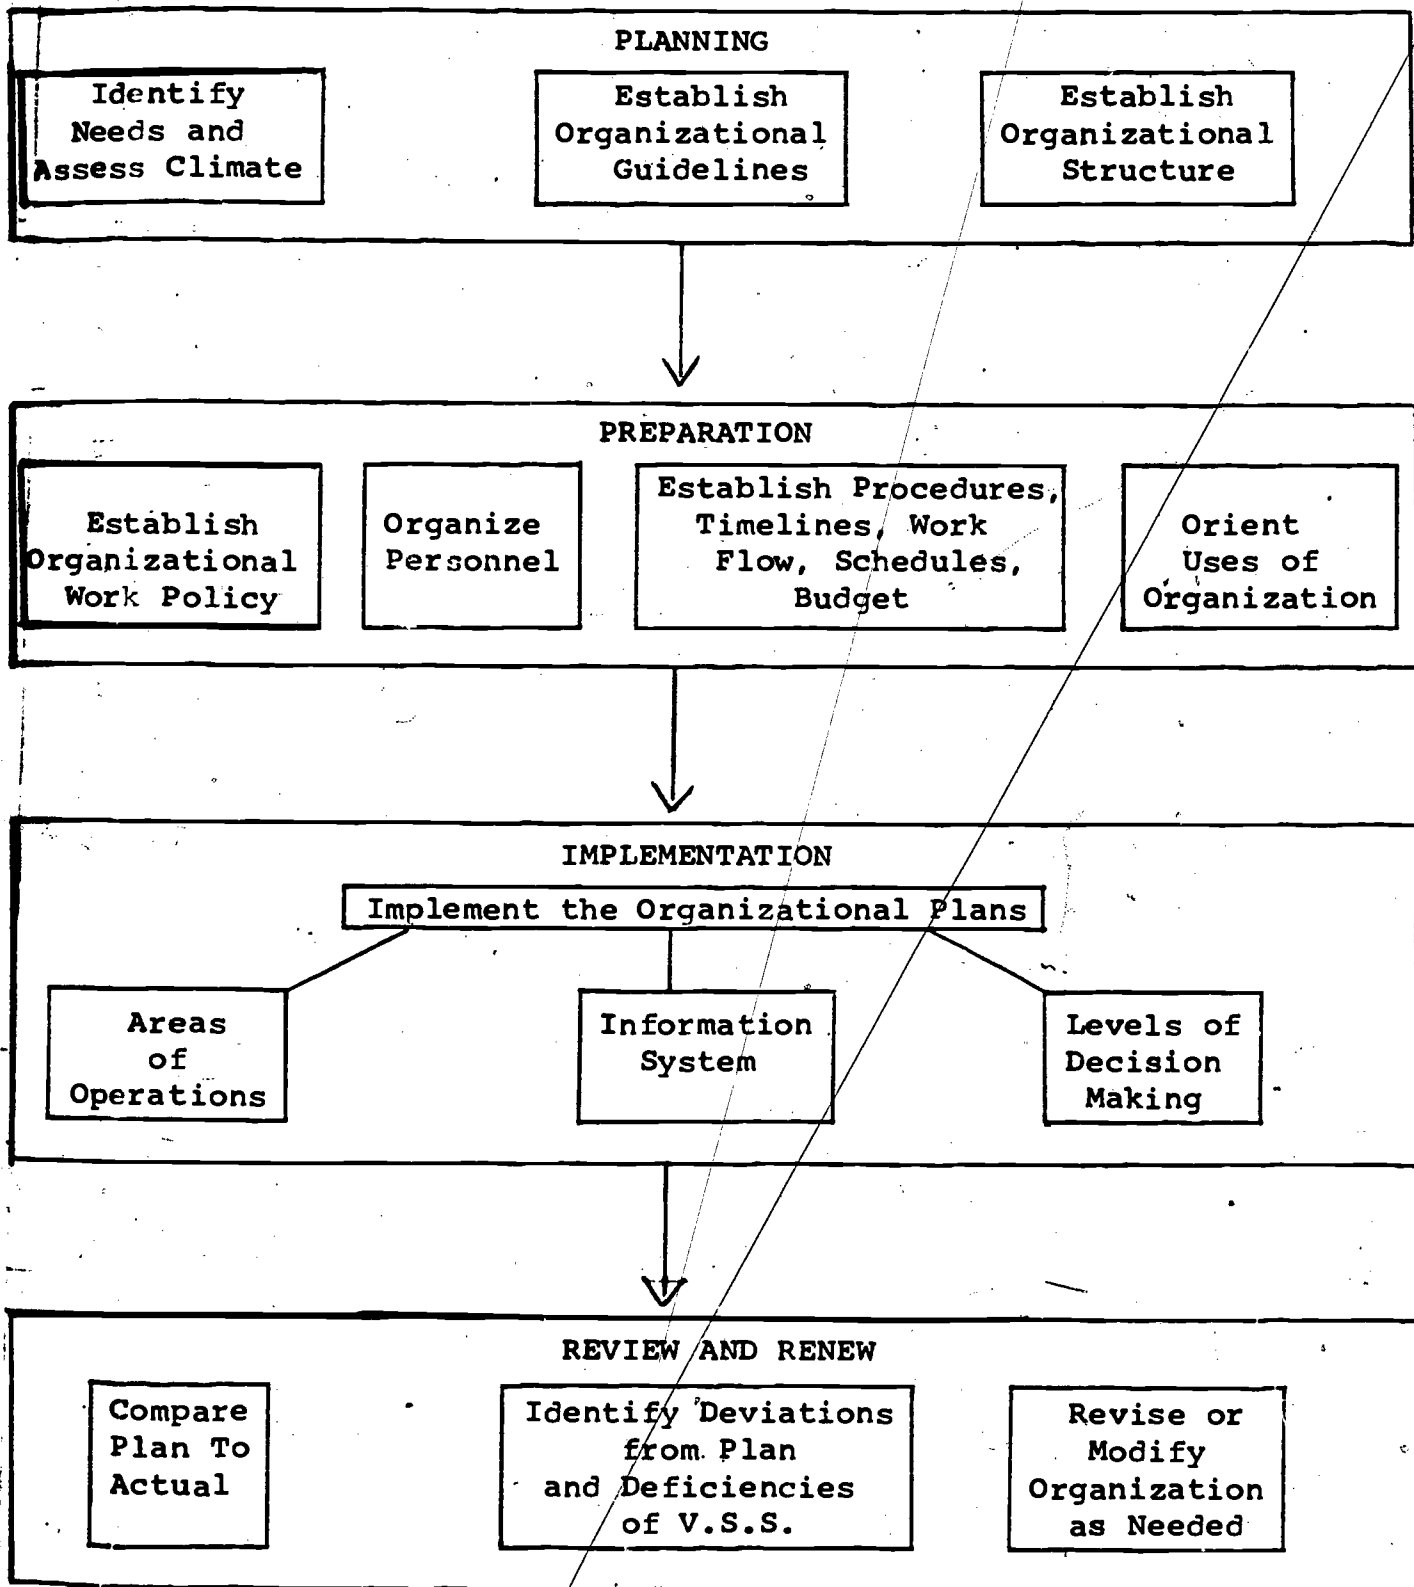 PLANNING
Identify
Needs and
Assess Climate
Establish
Organizational
Guidelines
Establish
Organizational
Structure
PREPARATION
Establish
Organizational
Work Policy
Organize
Personnel
Establish Procedures,
Timelines, Work
Flow, Schedules,
Budget
Orient
Uses of
Organization
IMPLEMENTATION
Implement the Organizational Plans
Areas
of
Operations
Information
System
Levels of
Decision
Making
REVIEW AND RENEW
Compare
Plan To
Actual
Identify Deviations
from Plan
and Deficiencies
of V.S.S.
Revise or
Modify
Organization
as Needed